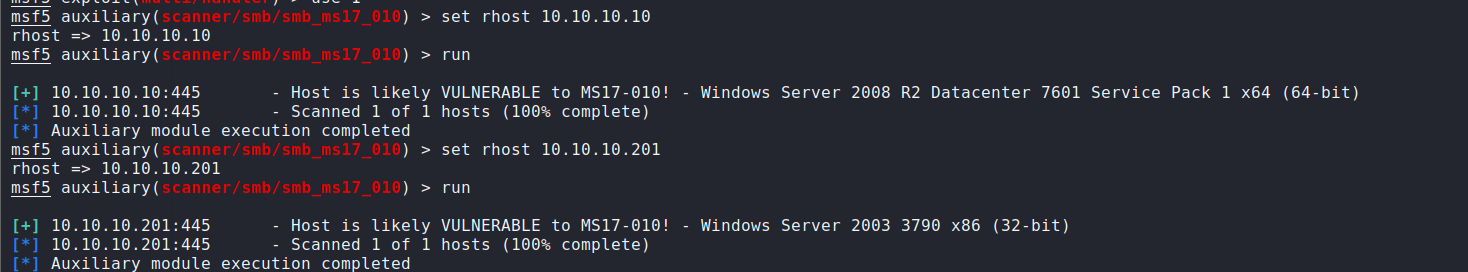 msf5 exploit(multi/handler) > use 1
msf5 auxiliary(scanner/smb/smb_ms17_010) > set rhost 10.10.10.10
rhost => 10.10.10.10
msf5 auxiliary(scanner/smb/smb_ms17_010) > run
[+] 10.10.10.10:445 - Host is likely VULNERABLE to MS17-010! - Windows Server 2008 R2 Datacenter 7601 Service Pack 1 x64 (64-bit)
[*] 10.10.10.10:445 - Scanned 1 of 1 hosts (100% complete)
[*] Auxiliary module execution completed
msf5 auxiliary(scanner/smb/smb_ms17_010) > set rhost 10.10.10.201
rhost => 10.10.10.201
msf5 auxiliary(scanner/smb/smb_ms17_010) > run
[+] 10.10.10.201:445 - Host is likely VULNERABLE to MS17-010! - Windows Server 2003 3790 x86 (32-bit)
[*] 10.10.10.201:445 - Scanned 1 of 1 hosts (100% complete)
[*] Auxiliary module execution completed